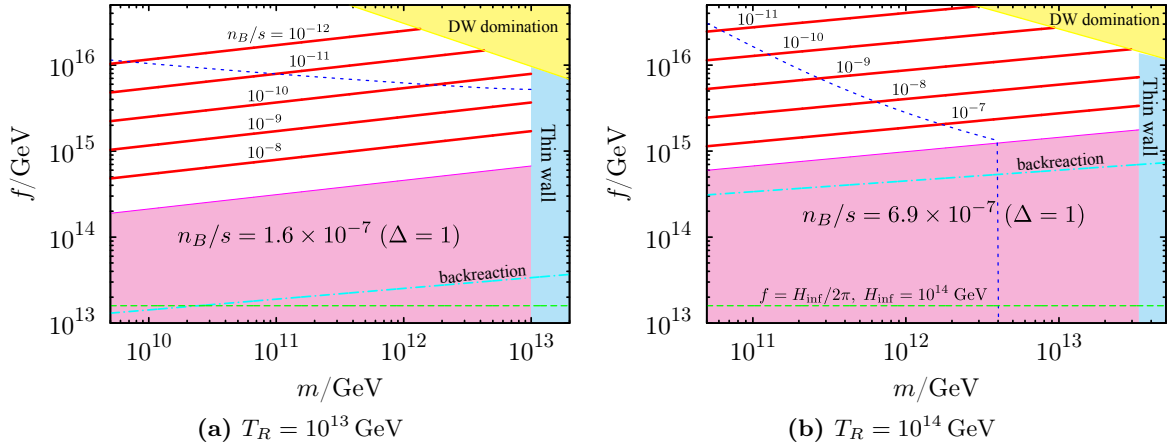 DW domination
n_B/s = 10^{-12}
10^{-11}
10^{-10}
10^{-9}
10^{-8}
Thin wall
n_B/s = 1.6 × 10^{-7} (Δ = 1)
backreaction
10^{16}
10^{15}
10^{14}
10^{13}
f/GeV
10^{10} 10^{11} 10^{12} 10^{13}
m/GeV
(a) T_R = 10^{13} GeV
DW domination
10^{-11}
10^{-10}
10^{-9}
10^{-8}
10^{-7}
Thin wall
backreaction
n_B/s = 6.9 × 10^{-7} (Δ = 1)
f = H_{inf}/2π, H_{inf} = 10^{14} GeV
10^{16}
10^{15}
10^{14}
10^{13}
f/GeV
10^{11} 10^{12} 10^{13}
m/GeV
(b) T_R = 10^{14} GeV